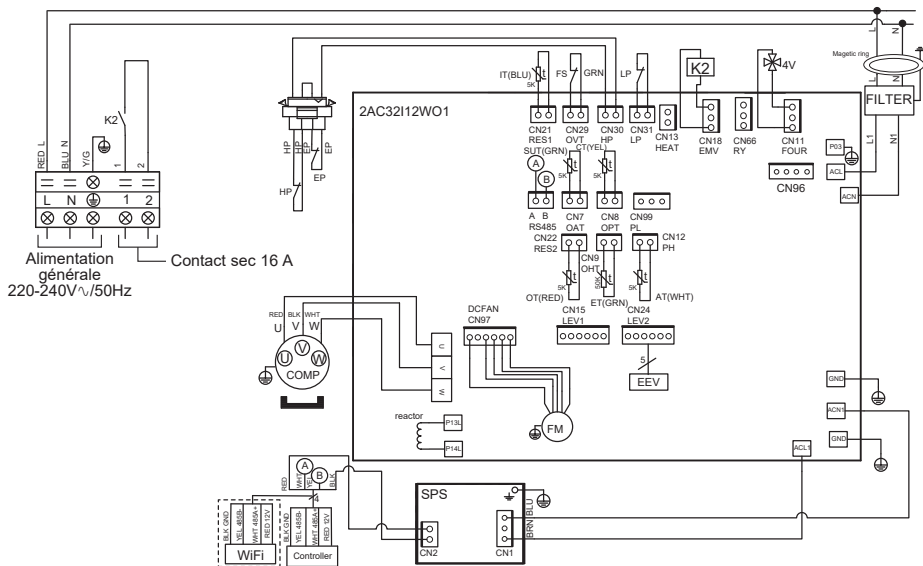 RED L
BLU N
Y/G
K2
1
2
L N 1 2
Alimentation
générale
220-240V∿/50Hz
Contact sec 16 A
HP
EP
HP
EP
EP
HP
EP
2AC32I12WO1
IT(BLU)
5K
t
FS
GRN
LP
K2
4V
L
N
Magetic ring
L
N
FILTER
L1
N1
CN21
RES1
CN29
OVT
CN30
HP
CN31
LP
CN13
HEAT
CN18
EMV
CN66
RY
CN11
FOUR
P03
ACL
ACN
CN96
SUT(GRN)
CT(YEL)
A
B
5K
t
5K
t
A B
RS485
CN7
OAT
CN8
OPT
CN99
PL
CN22
RES2
CN9
OHT
CN12
PH
5K
t
50K
t
5K
t
OT(RED)
ET(GRN)
AT(WHT)
CN15
LEV1
CN24
LEV2
5
EEV
RED
BLK
WHT
U
V
W
U
V
W
COMP
U
V
W
DCFAN
CN97
FM
reactor
P13L
P14L
GND
ACN1
GND
ACL1
RED
WHT
YEL
BLK
A
B
4
BLK GND
YEL 485B-
WHT 485A+
RED 12V
WiFi
BLK GND
YEL 485B-
WHT 485A+
RED 12V
Controller
SPS
CN2
CN1
BLU
BRN